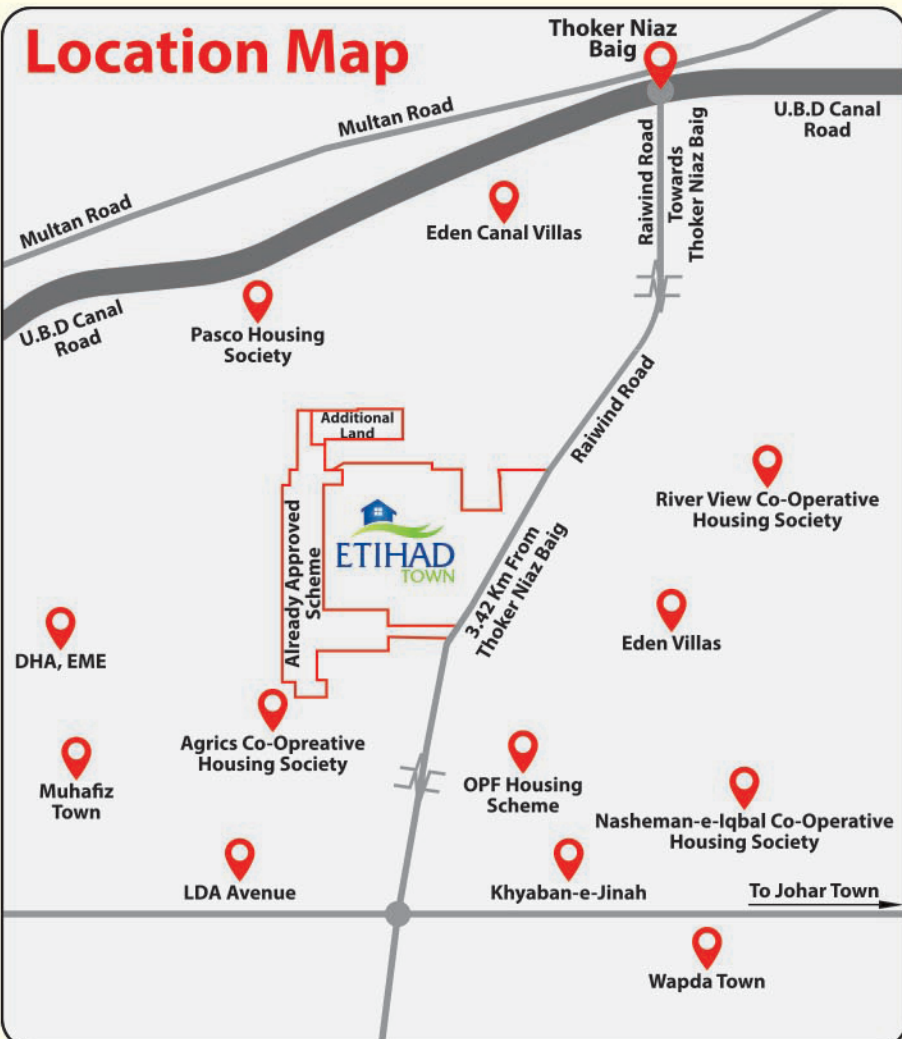 Location Map
Thoker Niaz
Baig
Multan Road
U.B.D Canal
Road
Multan Road
Raiwind Road
Towards
Thoker Niaz Baig
Eden Canal Villas
U.B.D Canal
Road
Pasco Housing
Society
Raiwind Road
Additional
Land
River View Co-Operative
Housing Society
Already Approved
Scheme
ETIHAD
TOWN
3.42 Km From
Thoker Niaz Baig
DHA, EME
Eden Villas
Agrics Co-Opreative
Housing Society
Muhafiz
Town
OPF Housing
Scheme
Nasheman-e-Iqbal Co-Operative
Housing Society
LDA Avenue
Khyaban-e-Jinah
To Johar Town
Wapda Town